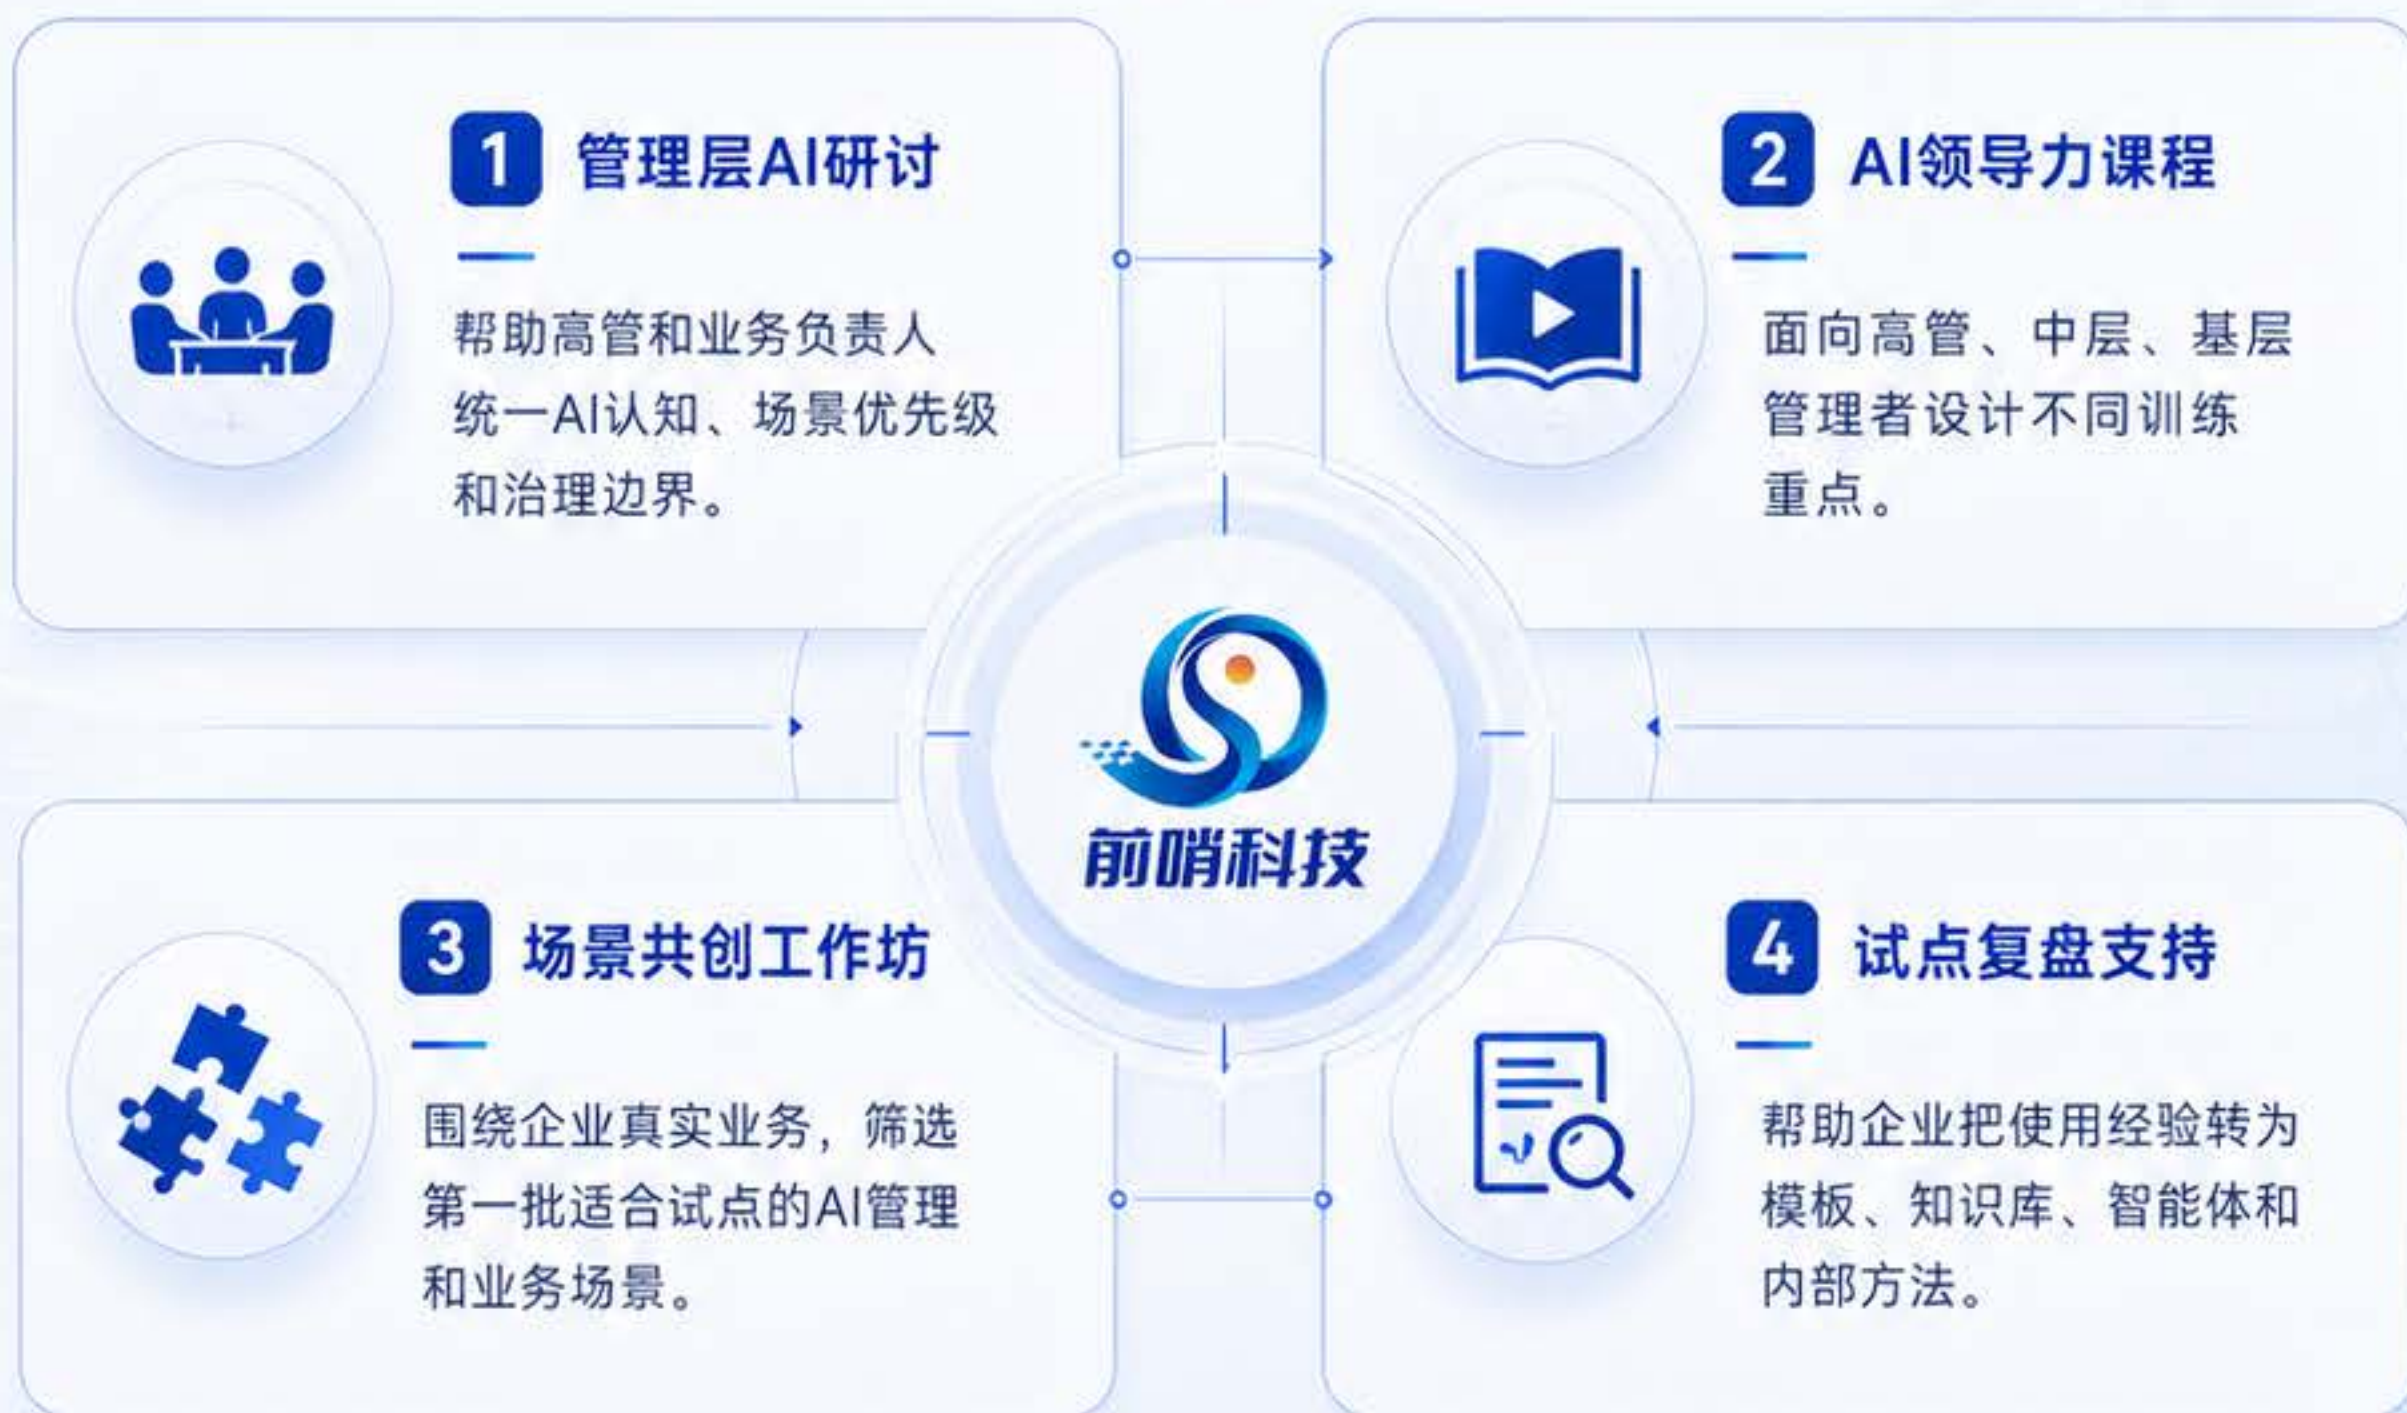 1 管理层AI研讨
帮助高管和业务负责人
统一AI认知、场景优先级
和治理边界。
2 AI领导力课程
面向高管、中层、基层
管理者设计不同训练
重点。
前哨科技
3 场景共创工作坊
围绕企业真实业务，筛选
第一批适合试点的AI管理
和业务场景。
4 试点复盘支持
帮助企业把使用经验转为
模板、知识库、智能体和
内部方法。